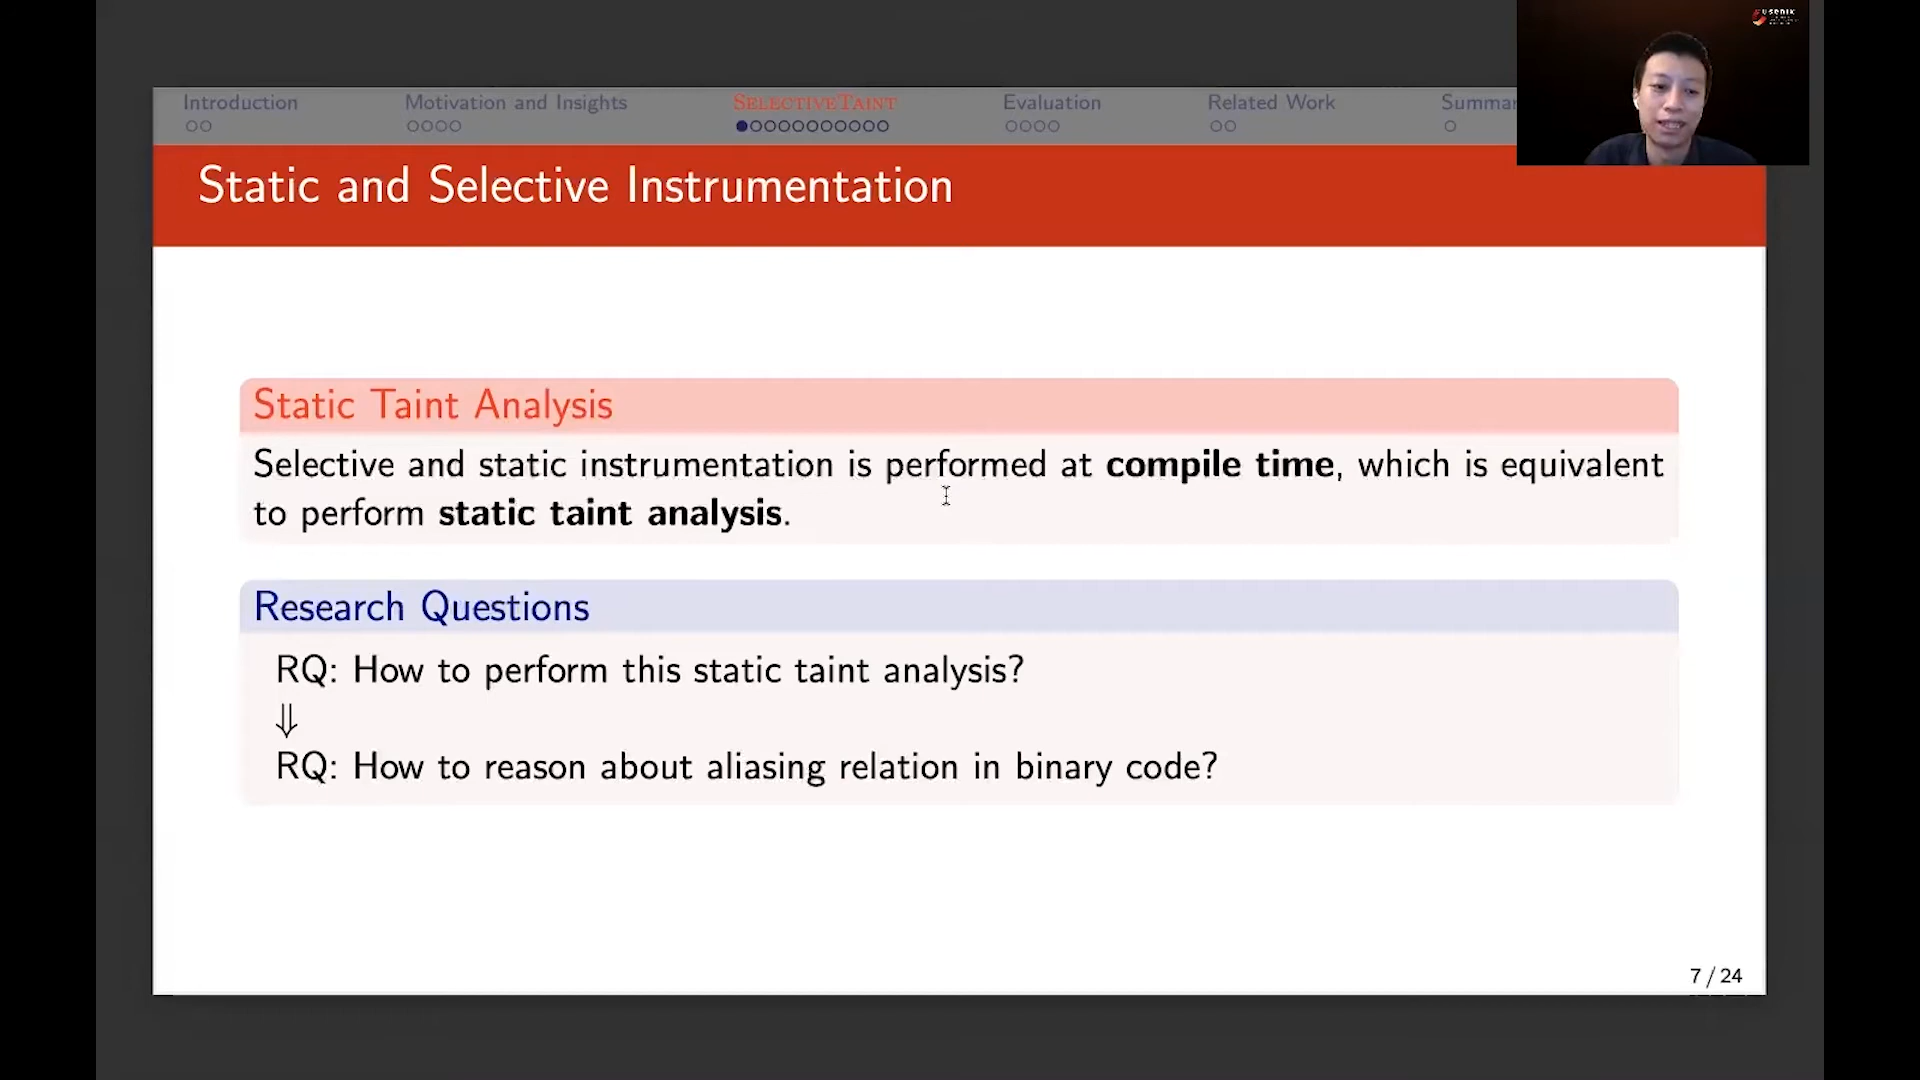 usenix
Introduction Motivation and Insights SELECTIVETAINT Evaluation Related Work Summar
Static and Selective Instrumentation
Static Taint Analysis
Selective and static instrumentation is performed at compile time, which is equivalent
to perform static taint analysis.
Research Questions
RQ: How to perform this static taint analysis?
⇓
RQ: How to reason about aliasing relation in binary code?
7 / 24